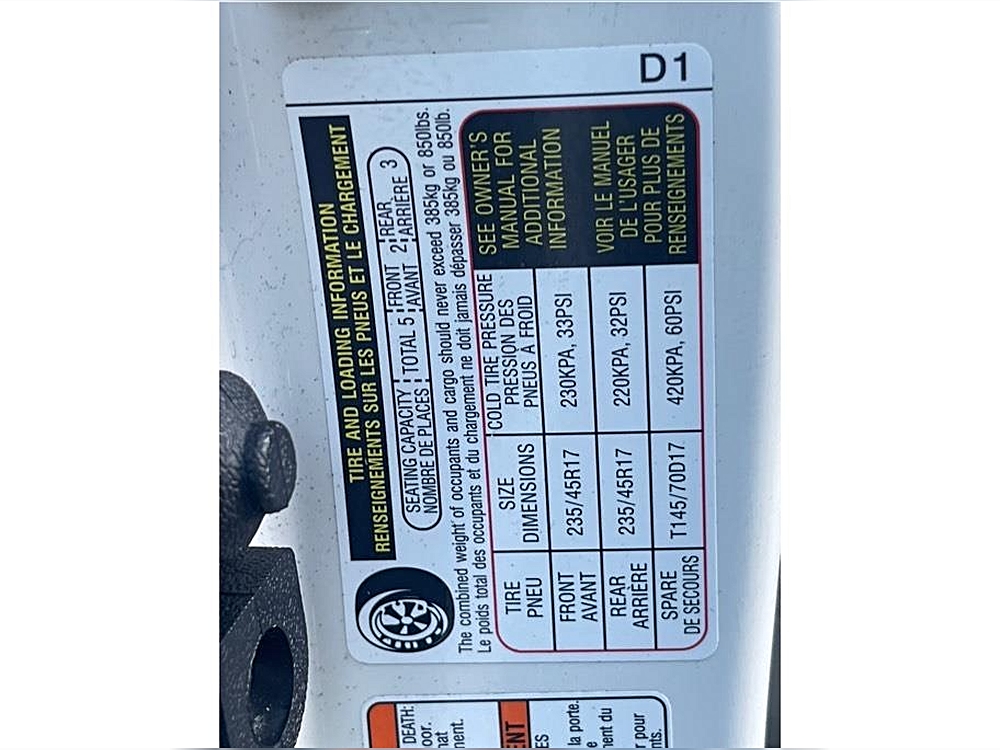 D1
TIRE AND LOADING INFORMATION
RENSEIGNEMENTS SUR LES PNEUS ET LE CHARGEMENT
SEATING CAPACITY TOTAL 5 FRONT 2 REAR 3
NOMBRE DE PLACES AVANT ARRIÈRE
The combined weight of occupants and cargo should never exceed 385kg or 850lbs.
Le poids total des occupants et du chargement ne doit jamais dépasser 385kg ou 850lb.
TIRE SIZE COLD TIRE PRESSURE
PNEU DIMENSIONS PRESSION DES
PNEUS À FROID
FRONT 235/45R17 230KPA, 33PSI
AVANT
REAR 235/45R17 220KPA, 32PSI
ARRIÈRE
SPARE T145/70D17 420KPA, 60PSI
DE SECOURS
SEE OWNER'S
MANUAL FOR
ADDITIONAL
INFORMATION
VOIR LE MANUEL
DE L'USAGER
POUR PLUS DE
RENSEIGNEMENTS
DEATH:
la porte.
pour